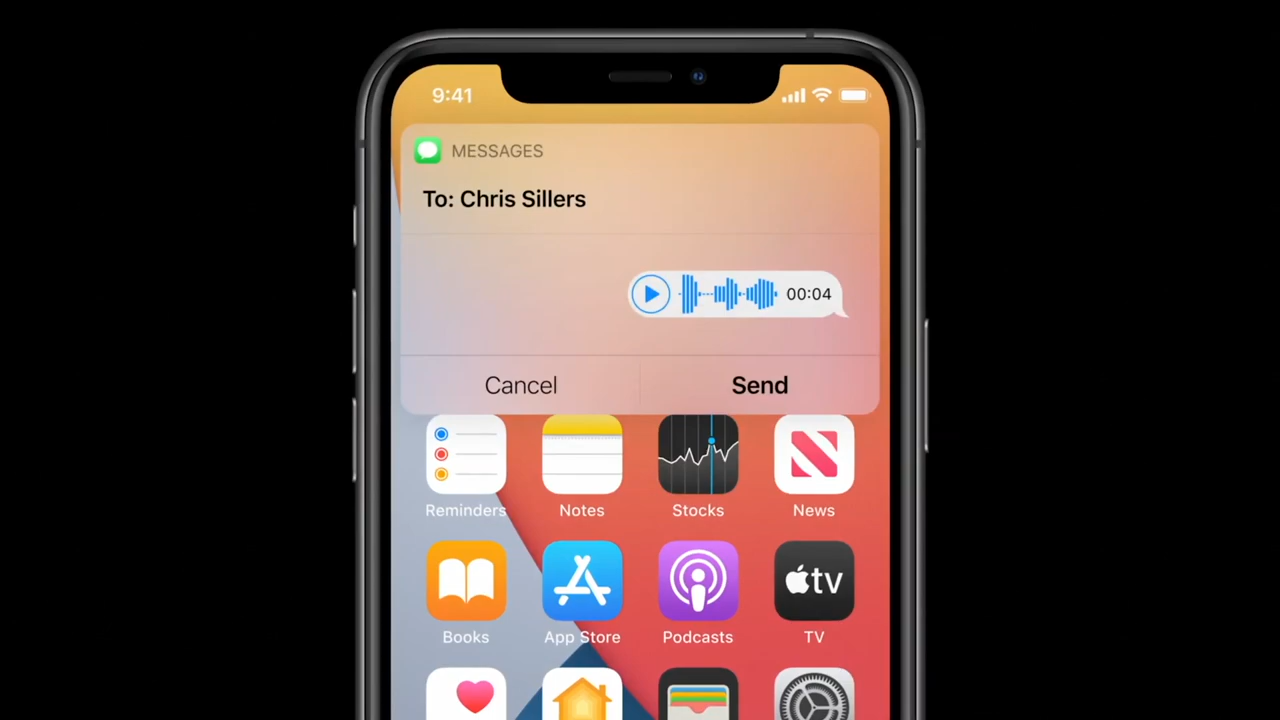 9:41
MESSAGES
To: Chris Sillers
00:04
Cancel Send
Reminders Notes Stocks News
tv
Books App Store Podcasts TV